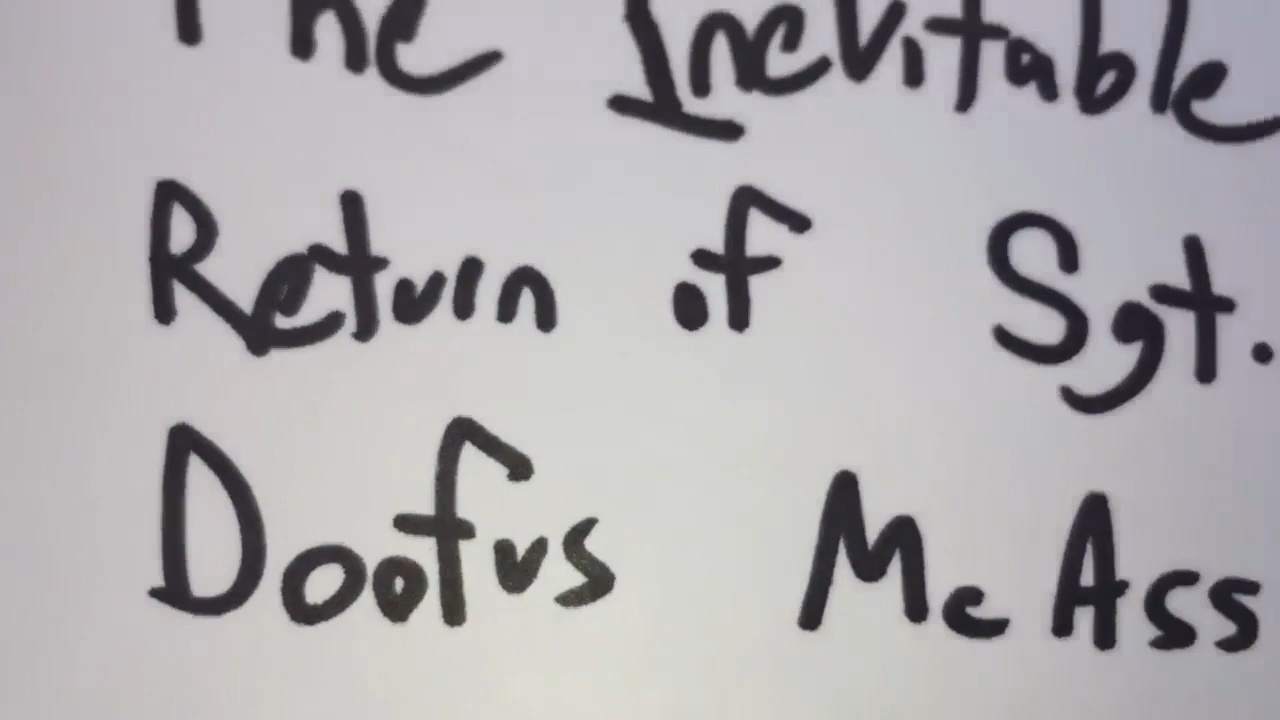 The Inevitable
Return of Sgt.
Doofus McAss